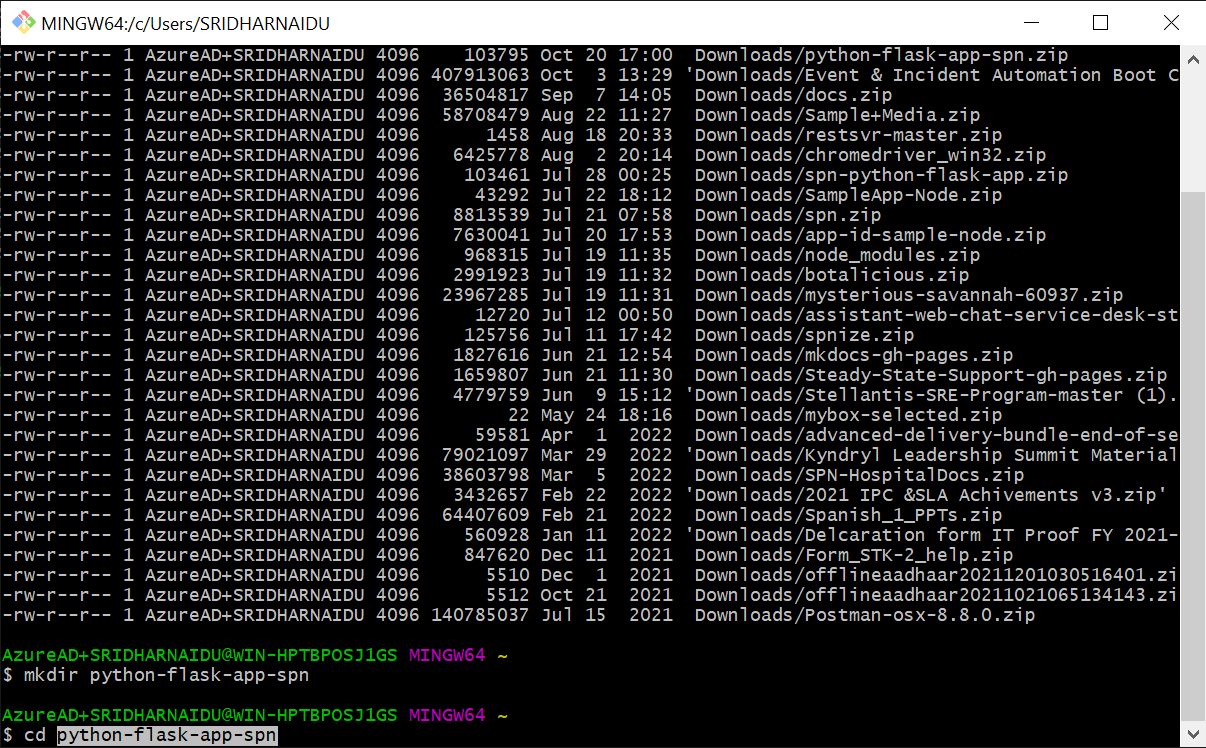 MINGW64:/c/Users/SRIDHARNAIDU
-rw-r--r-- 1 AzureAD+SRIDHARNAIDU 4096    103795 Oct 20 17:00  Downloads/python-flask-app-spn.zip
-rw-r--r-- 1 AzureAD+SRIDHARNAIDU 4096 407913063 Oct  3 13:29 'Downloads/Event & Incident Automation Boot C
-rw-r--r-- 1 AzureAD+SRIDHARNAIDU 4096  36504817 Sep  7 14:05  Downloads/docs.zip
-rw-r--r-- 1 AzureAD+SRIDHARNAIDU 4096  58708479 Aug 22 11:27  Downloads/Sample+Media.zip
-rw-r--r-- 1 AzureAD+SRIDHARNAIDU 4096      1458 Aug 18 20:33  Downloads/restsvr-master.zip
-rw-r--r-- 1 AzureAD+SRIDHARNAIDU 4096   6425778 Aug  2 20:14  Downloads/chromedriver_win32.zip
-rw-r--r-- 1 AzureAD+SRIDHARNAIDU 4096    103461 Jul 28 00:25  Downloads/spn-python-flask-app.zip
-rw-r--r-- 1 AzureAD+SRIDHARNAIDU 4096     43292 Jul 22 18:12  Downloads/SampleApp-Node.zip
-rw-r--r-- 1 AzureAD+SRIDHARNAIDU 4096   8813539 Jul 21 07:58  Downloads/spn.zip
-rw-r--r-- 1 AzureAD+SRIDHARNAIDU 4096   7630041 Jul 20 17:53  Downloads/app-id-sample-node.zip
-rw-r--r-- 1 AzureAD+SRIDHARNAIDU 4096    968315 Jul 19 11:35  Downloads/node_modules.zip
-rw-r--r-- 1 AzureAD+SRIDHARNAIDU 4096   2991923 Jul 19 11:32  Downloads/botalicious.zip
-rw-r--r-- 1 AzureAD+SRIDHARNAIDU 4096  23967285 Jul 19 11:31  Downloads/mysterious-savannah-60937.zip
-rw-r--r-- 1 AzureAD+SRIDHARNAIDU 4096     12720 Jul 12 00:50  Downloads/assistant-web-chat-service-desk-st
-rw-r--r-- 1 AzureAD+SRIDHARNAIDU 4096    125756 Jul 11 17:42  Downloads/spnize.zip
-rw-r--r-- 1 AzureAD+SRIDHARNAIDU 4096   1827616 Jun 21 12:54  Downloads/mkdocs-gh-pages.zip
-rw-r--r-- 1 AzureAD+SRIDHARNAIDU 4096   1659807 Jun 21 11:30  Downloads/Steady-State-Support-gh-pages.zip
-rw-r--r-- 1 AzureAD+SRIDHARNAIDU 4096   4779759 Jun  9 15:12 'Downloads/Stellantis-SRE-Program-master (1).
-rw-r--r-- 1 AzureAD+SRIDHARNAIDU 4096        22 May 24 18:16  Downloads/mybox-selected.zip
-rw-r--r-- 1 AzureAD+SRIDHARNAIDU 4096     59581 Apr  1  2022  Downloads/advanced-delivery-bundle-end-of-se
-rw-r--r-- 1 AzureAD+SRIDHARNAIDU 4096  79021097 Mar 29  2022 'Downloads/Kyndryl Leadership Summit Material
-rw-r--r-- 1 AzureAD+SRIDHARNAIDU 4096  38603798 Mar  5  2022  Downloads/SPN-HospitalDocs.zip
-rw-r--r-- 1 AzureAD+SRIDHARNAIDU 4096   3432657 Feb 22  2022 'Downloads/2021 IPC &SLA Achivements v3.zip'
-rw-r--r-- 1 AzureAD+SRIDHARNAIDU 4096  64407609 Feb 21  2022  Downloads/Spanish_1_PPTs.zip
-rw-r--r-- 1 AzureAD+SRIDHARNAIDU 4096    560928 Jan 11  2022 'Downloads/Delcaration form IT Proof FY 2021-
-rw-r--r-- 1 AzureAD+SRIDHARNAIDU 4096    847620 Dec 11  2021  Downloads/Form_STK-2_help.zip
-rw-r--r-- 1 AzureAD+SRIDHARNAIDU 4096      5510 Dec  1  2021  Downloads/offlineaadhaar20211201030516401.zi
-rw-r--r-- 1 AzureAD+SRIDHARNAIDU 4096      5512 Oct 21  2021  Downloads/offlineaadhaar20211021065134143.zi
-rw-r--r-- 1 AzureAD+SRIDHARNAIDU 4096 140785037 Jul 15  2021  Downloads/Postman-osx-8.8.0.zip
AzureAD+SRIDHARNAIDU@WIN-HPTBPOSJ1GS MINGW64 ~
$ mkdir python-flask-app-spn
AzureAD+SRIDHARNAIDU@WIN-HPTBPOSJ1GS MINGW64 ~
$ cd python-flask-app-spn